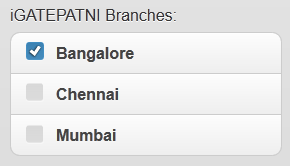 iGATEPATNI Branches:
Bangalore
Chennai
Mumbai